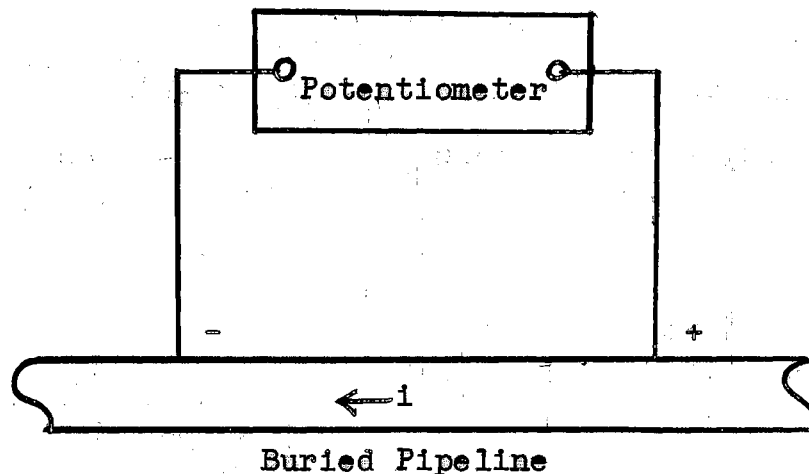 Potentiometer
- +
← i
Buried Pipeline